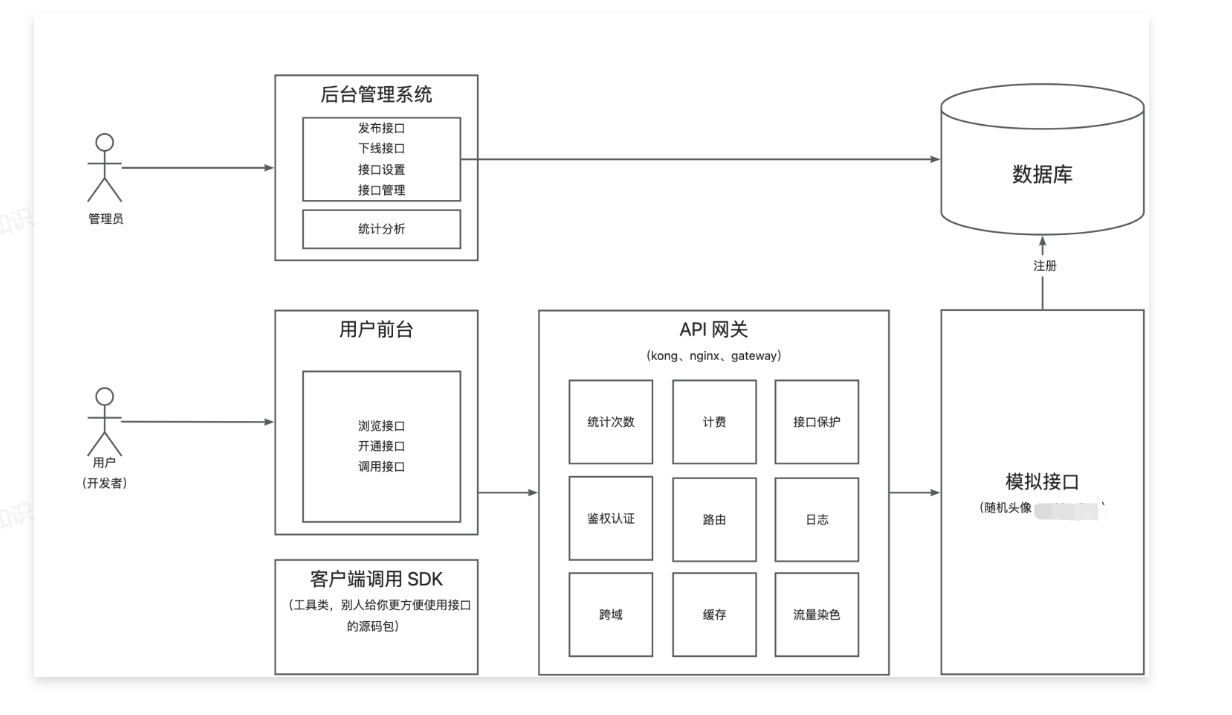 后台管理系统
发布接口
下线接口
接口设置
接口管理
统计分析
管理员
数据库
注册
用户前台
浏览接口
开通接口
调用接口
用户
(开发者)
客户端调用 SDK
(工具类，别人给你更方便使用接口
的源码包)
API 网关
(kong、nginx、gateway)
统计次数
计费
接口保护
鉴权认证
路由
日志
跨域
缓存
流量染色
模拟接口
(随机头像
知识
知识